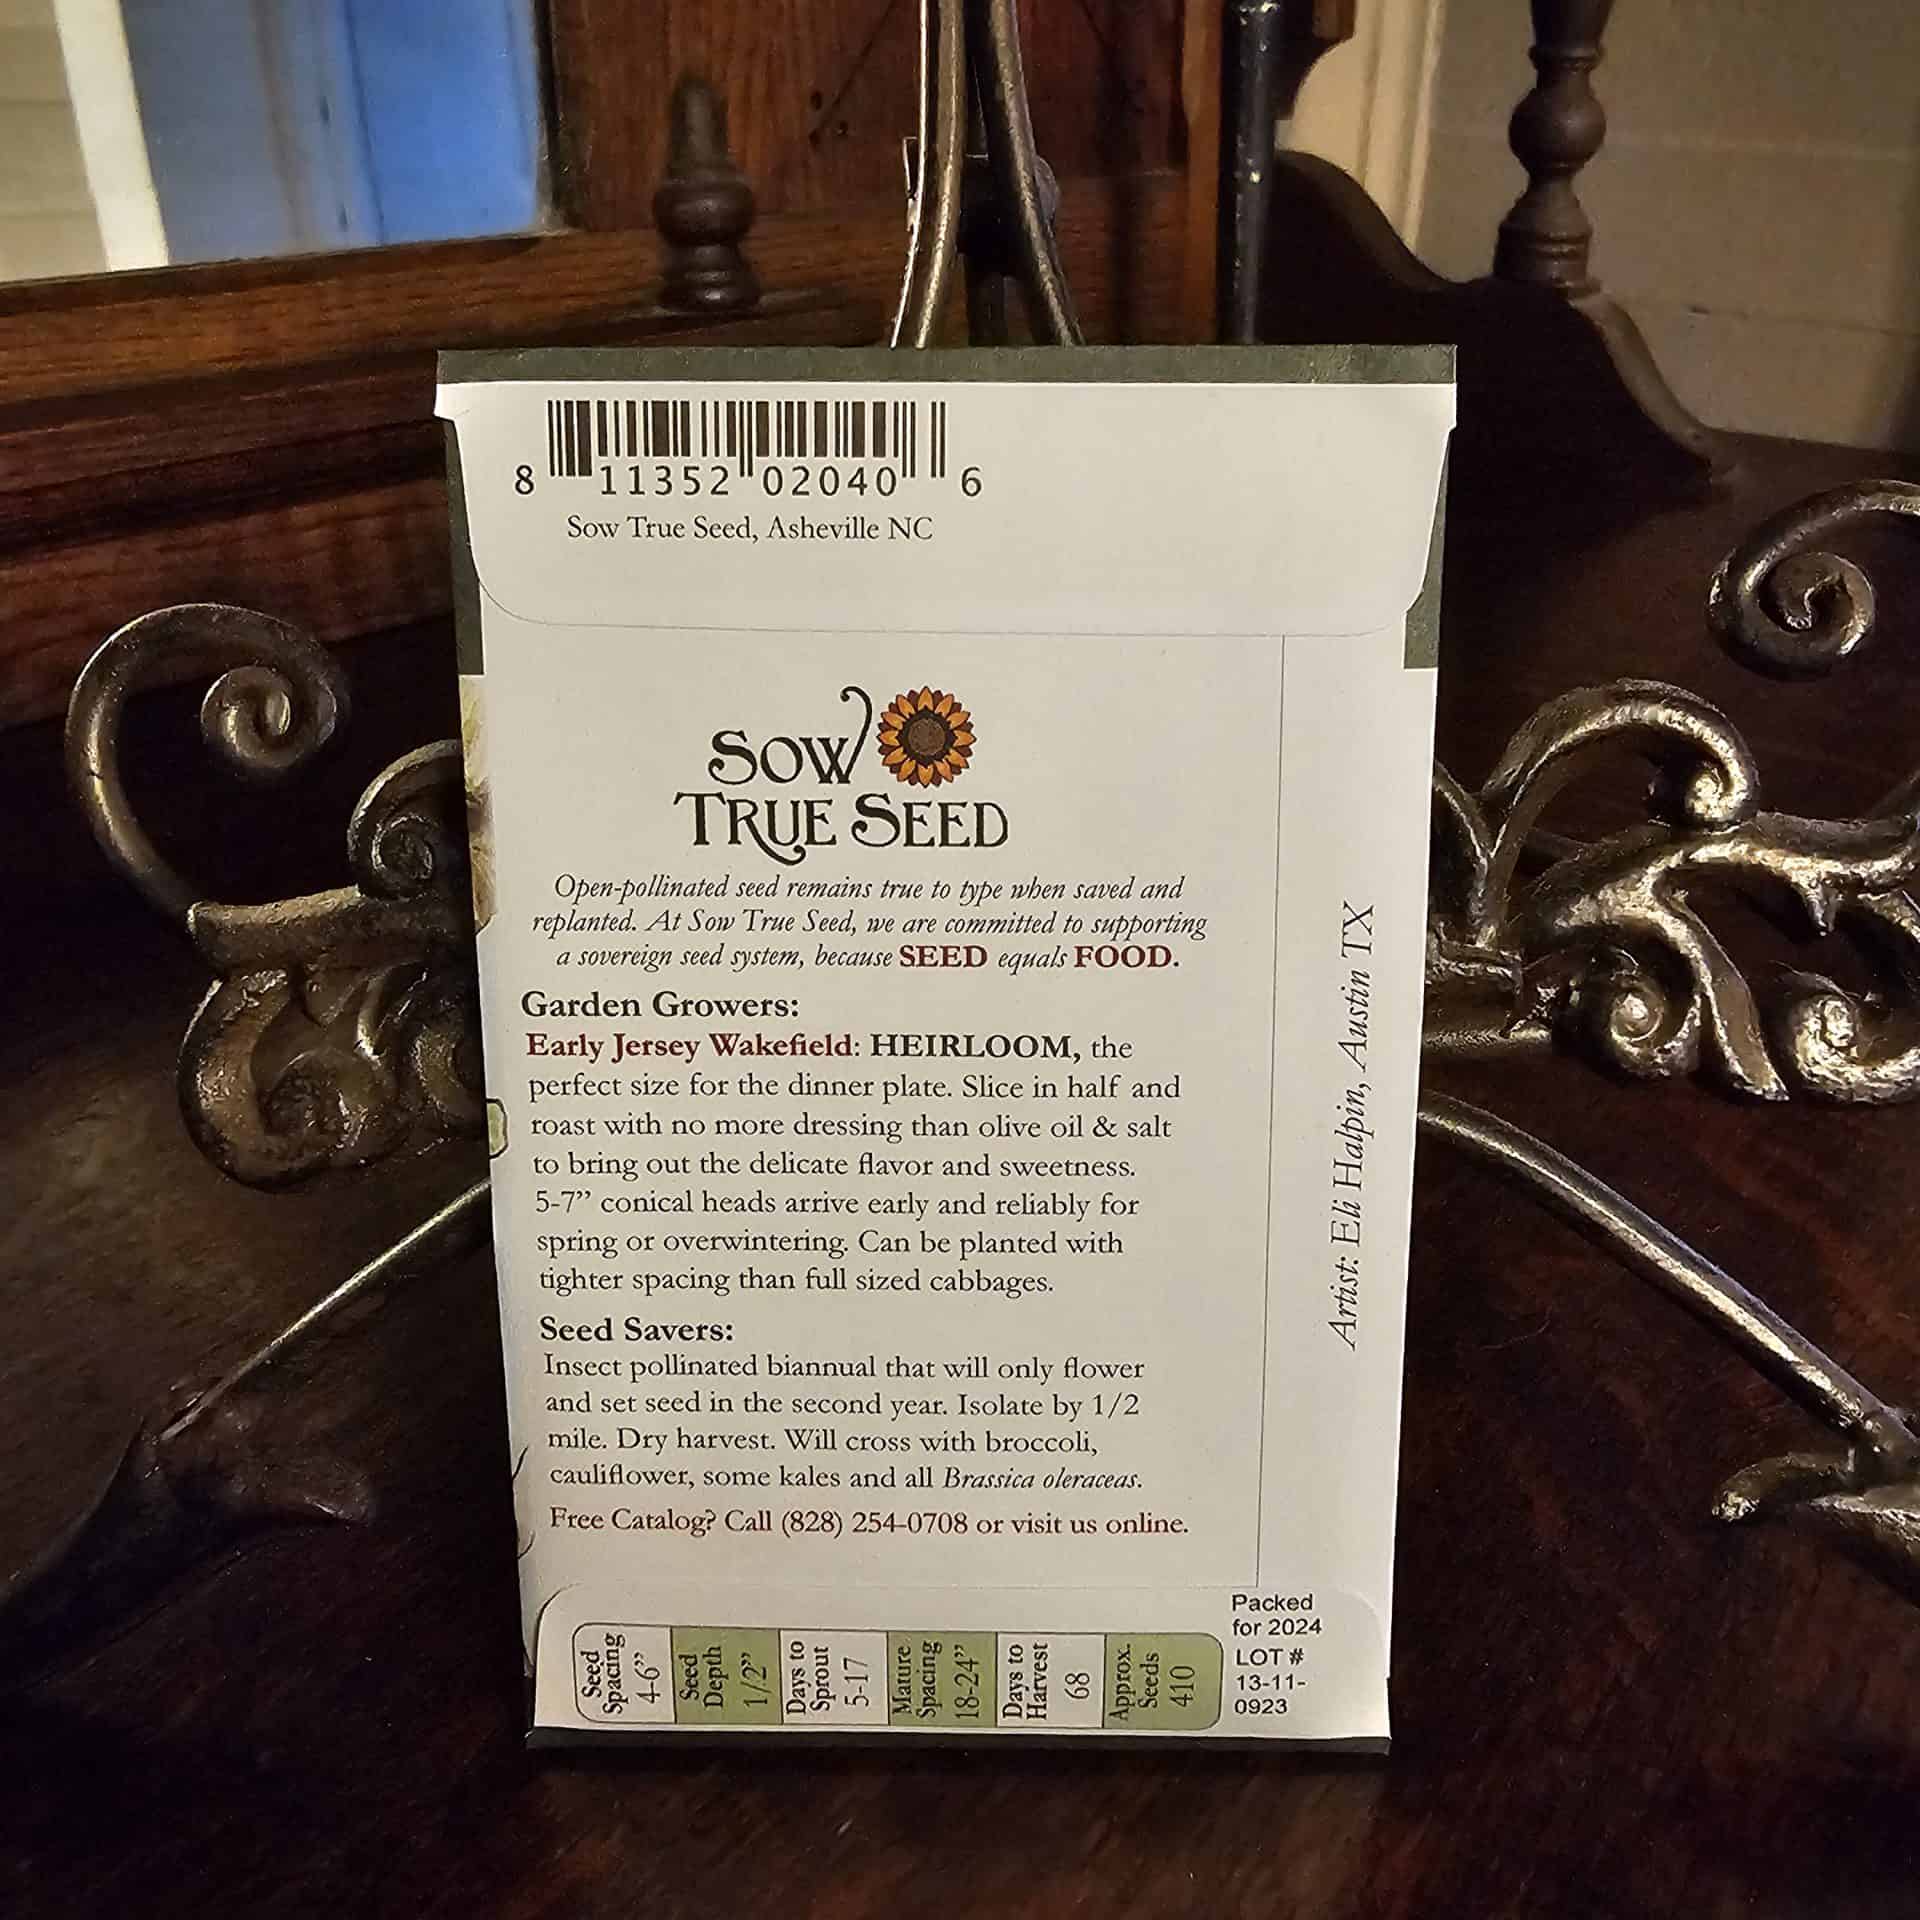 8 11352 02040 6
Sow True Seed, Asheville NC
SOW
TRUE SEED
Open-pollinated seed remains true to type when saved and
replanted. At Sow True Seed, we are committed to supporting
a sovereign seed system, because SEED equals FOOD.
Garden Growers:
Early Jersey Wakefield: HEIRLOOM, the
perfect size for the dinner plate. Slice in half and
roast with no more dressing than olive oil & salt
to bring out the delicate flavor and sweetness.
5-7” conical heads arrive early and reliably for
spring or overwintering. Can be planted with
tighter spacing than full sized cabbages.
Seed Savers:
Insect pollinated biannual that will only flower
and set seed in the second year. Isolate by 1/2
mile. Dry harvest. Will cross with broccoli,
cauliflower, some kales and all Brassica oleraceas.
Free Catalog? Call (828) 254-0708 or visit us online.
Artist: Eli Halpin, Austin TX
Seed
Spacing
4-6”
Seed
Depth
1/2”
Days to
Sprout
5-17
Mature
Spacing
18-24”
Days to
Harvest
68
Approx.
Seeds
410
Packed
for 2024
LOT #
13-11-
0923